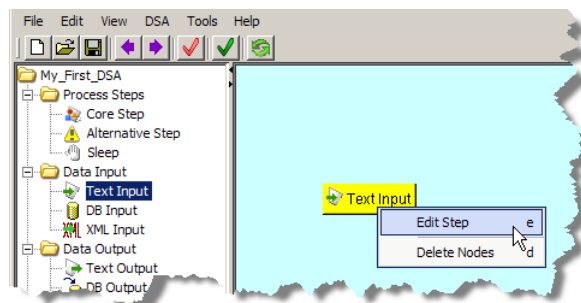 File Edit View DSA Tools Help
My_First_DSA
Process Steps
Core Step
Alternative Step
Sleep
Data Input
Text Input
DB Input
XML Input
Data Output
Text Output
DB Output
Text Input
Edit Step e
Delete Nodes d